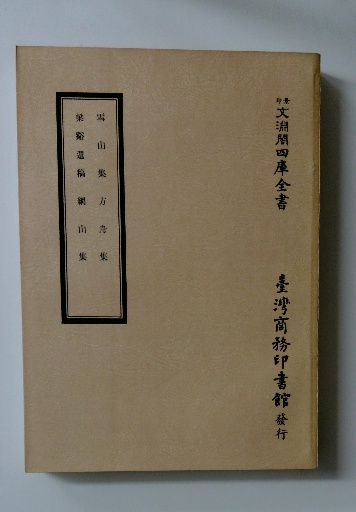 景印文淵閣四庫全書
臺灣商務印書館發行
雪山集 方舟集
梁谿遺稿 網山集